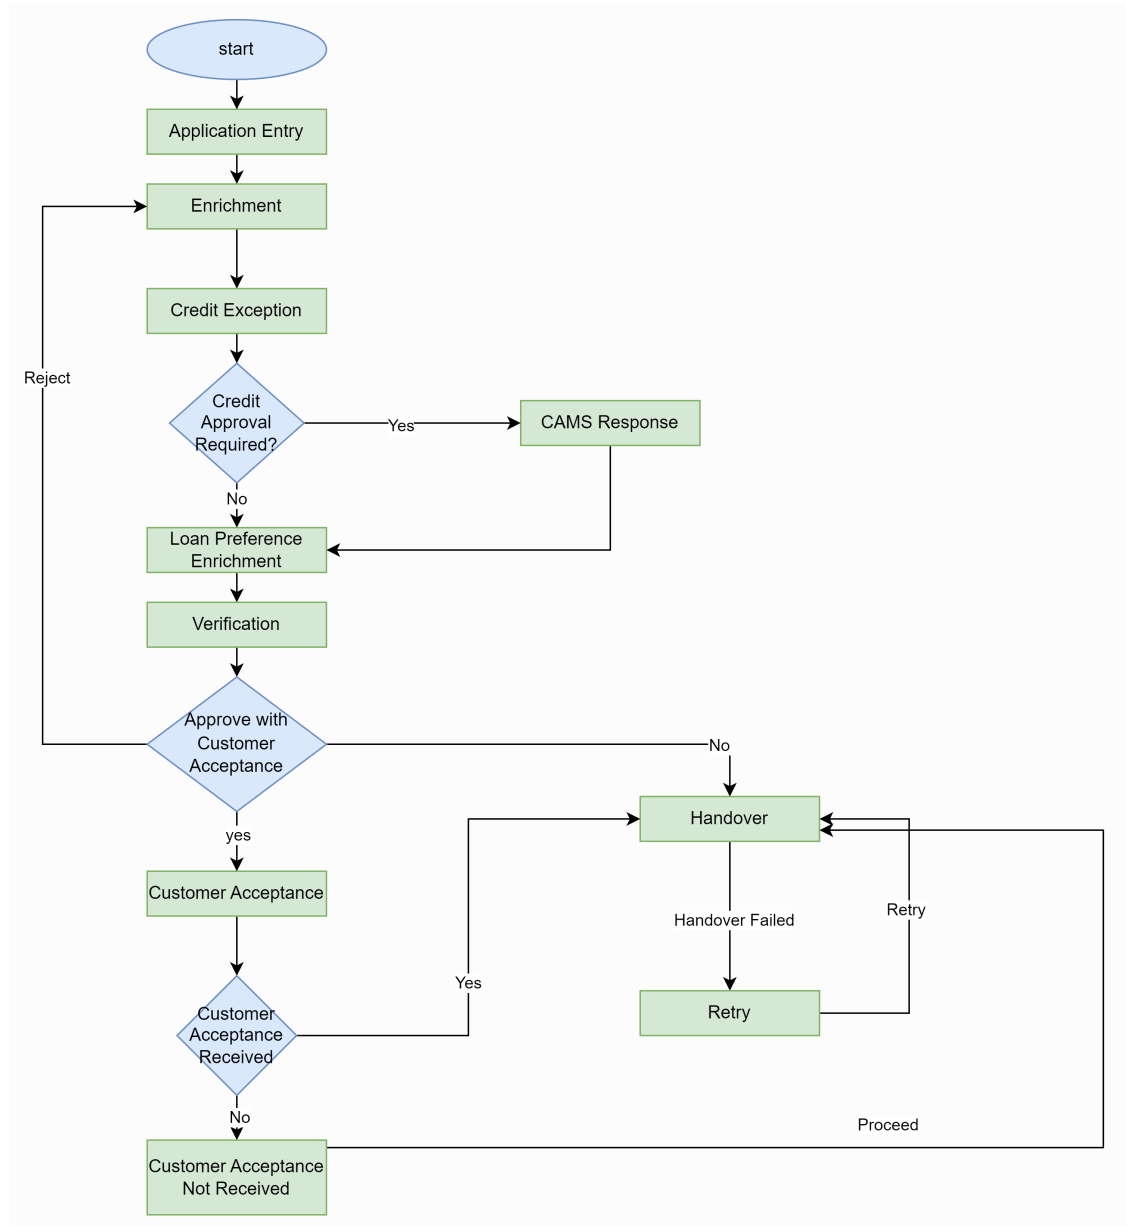 start
Application Entry
Enrichment
Credit Exception
Reject
Credit
Approval
Required?
Yes
CAMS Response
No
Loan Preference
Enrichment
Verification
Approve with
Customer
Acceptance
No
Handover
yes
Customer Acceptance
Handover Failed
Retry
Yes
Customer
Acceptance
Received
Retry
No
Proceed
Customer Acceptance
Not Received